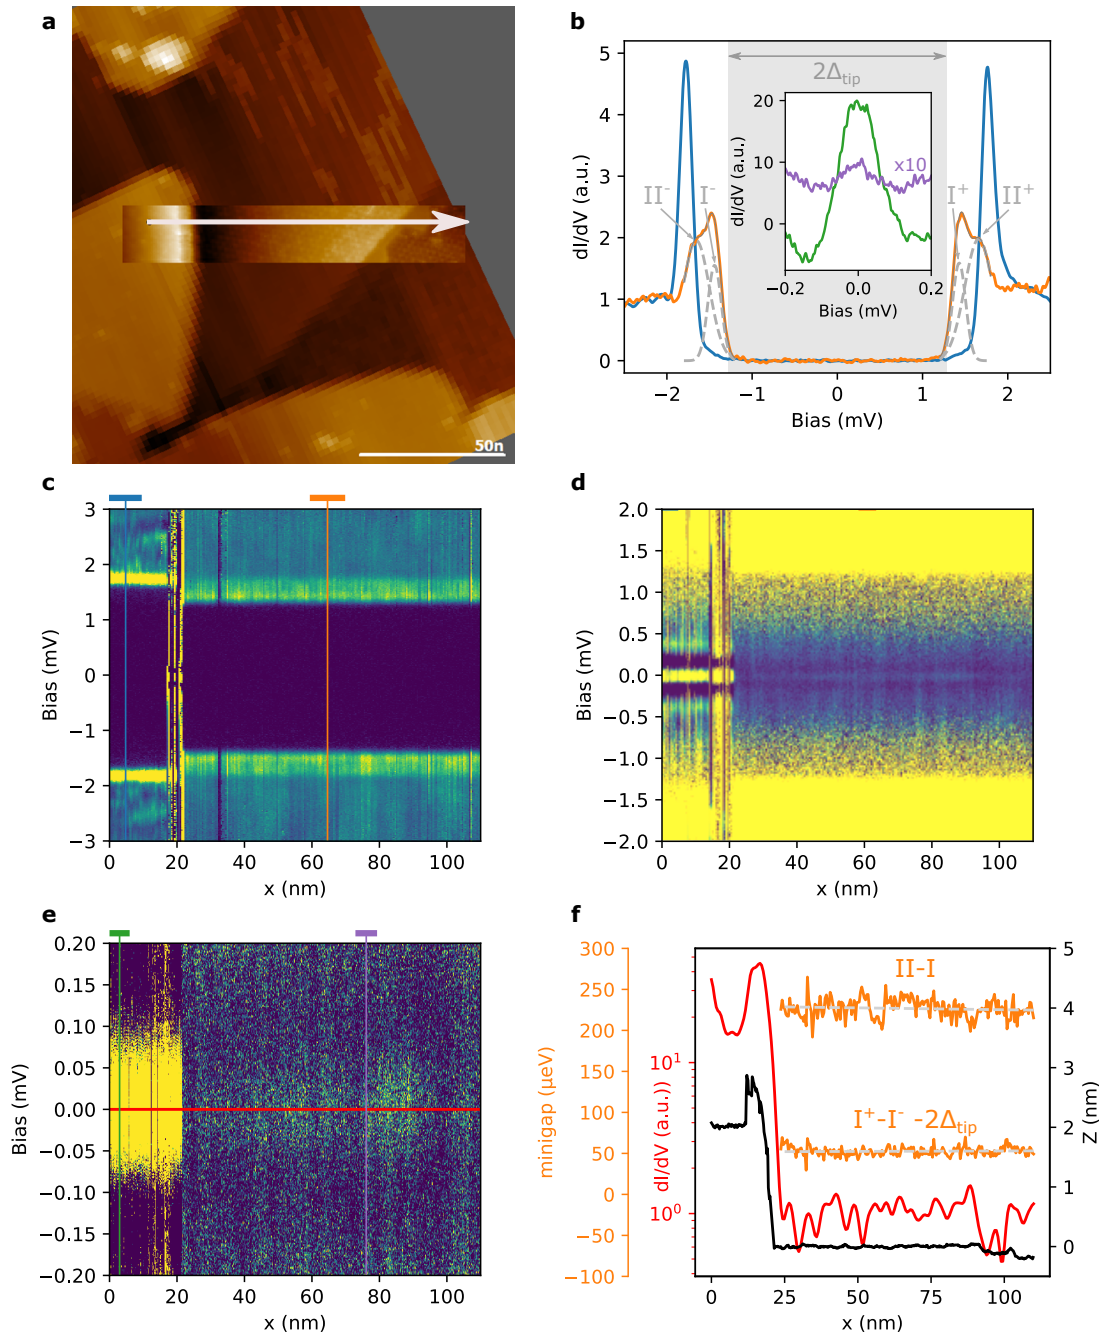 a
50n
b
2Δtip
II⁻ I⁻
I⁺ II⁺
x10
dI/dV (a.u.)
20
10
0
−0.2 0.0 0.2
Bias (mV)
dI/dV (a.u.)
5
4
3
2
1
0
−2 −1 0 1 2
Bias (mV)
c
Bias (mV)
3
2
1
0
−1
−2
−3
0 20 40 60 80 100
x (nm)
d
Bias (mV)
2.0
1.5
1.0
0.5
0.0
−0.5
−1.0
−1.5
−2.0
0 20 40 60 80 100
x (nm)
e
Bias (mV)
0.20
0.15
0.10
0.05
0.00
−0.05
−0.10
−0.15
−0.20
0 20 40 60 80 100
x (nm)
f
minigap (μeV)
300
250
200
150
100
50
0
−50
−100
dI/dV (a.u.))
10¹
10⁰
II-I
I⁺-I⁻ -2Δtip
5
4
3
2
1
0
Z (nm)
0 25 50 75 100
x (nm)